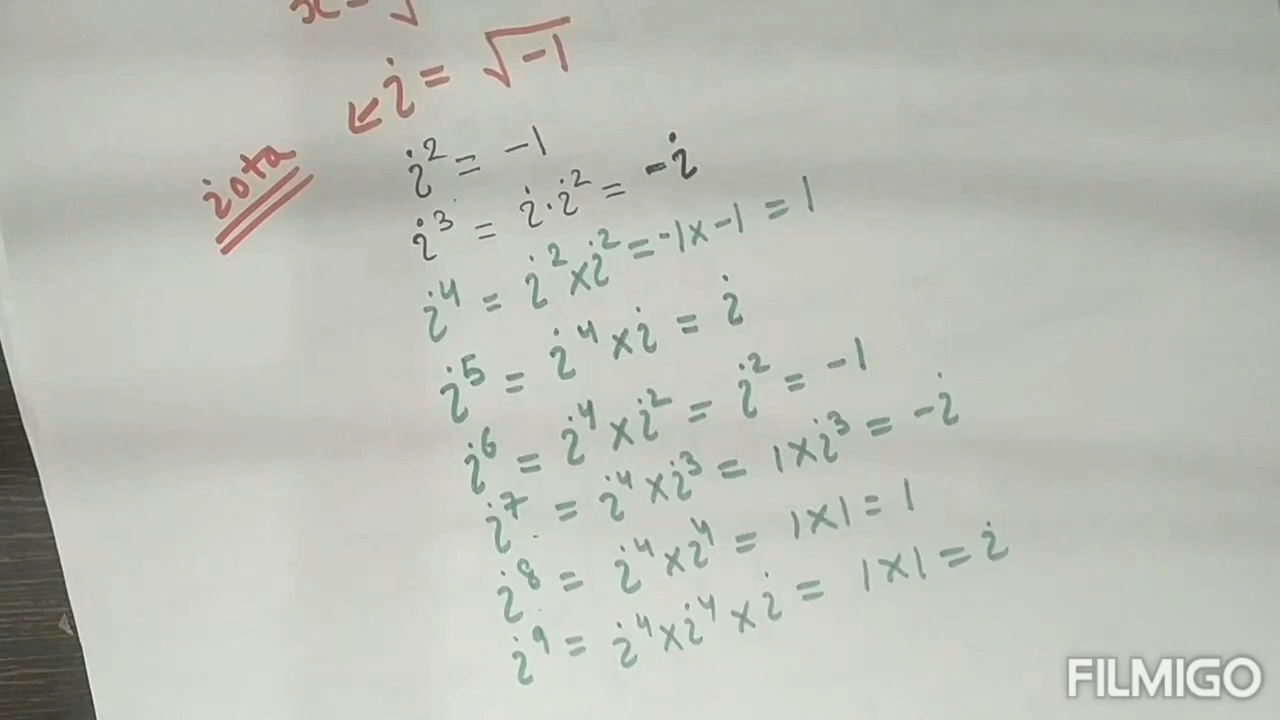 x = √
i = √-1
iota
i² = -1
i³ = i·i² = -i
i⁴ = i² × i² = -1 × -1 = 1
i⁵ = i⁴ × i = i
i⁶ = i⁴ × i² = i² = -1
i⁷ = i⁴ × i³ = 1 × i³ = -i
i⁸ = i⁴ × i⁴ = 1 × 1 = 1
i⁹ = i⁴ × i⁴ × i = 1 × 1 = i
FILMIGO